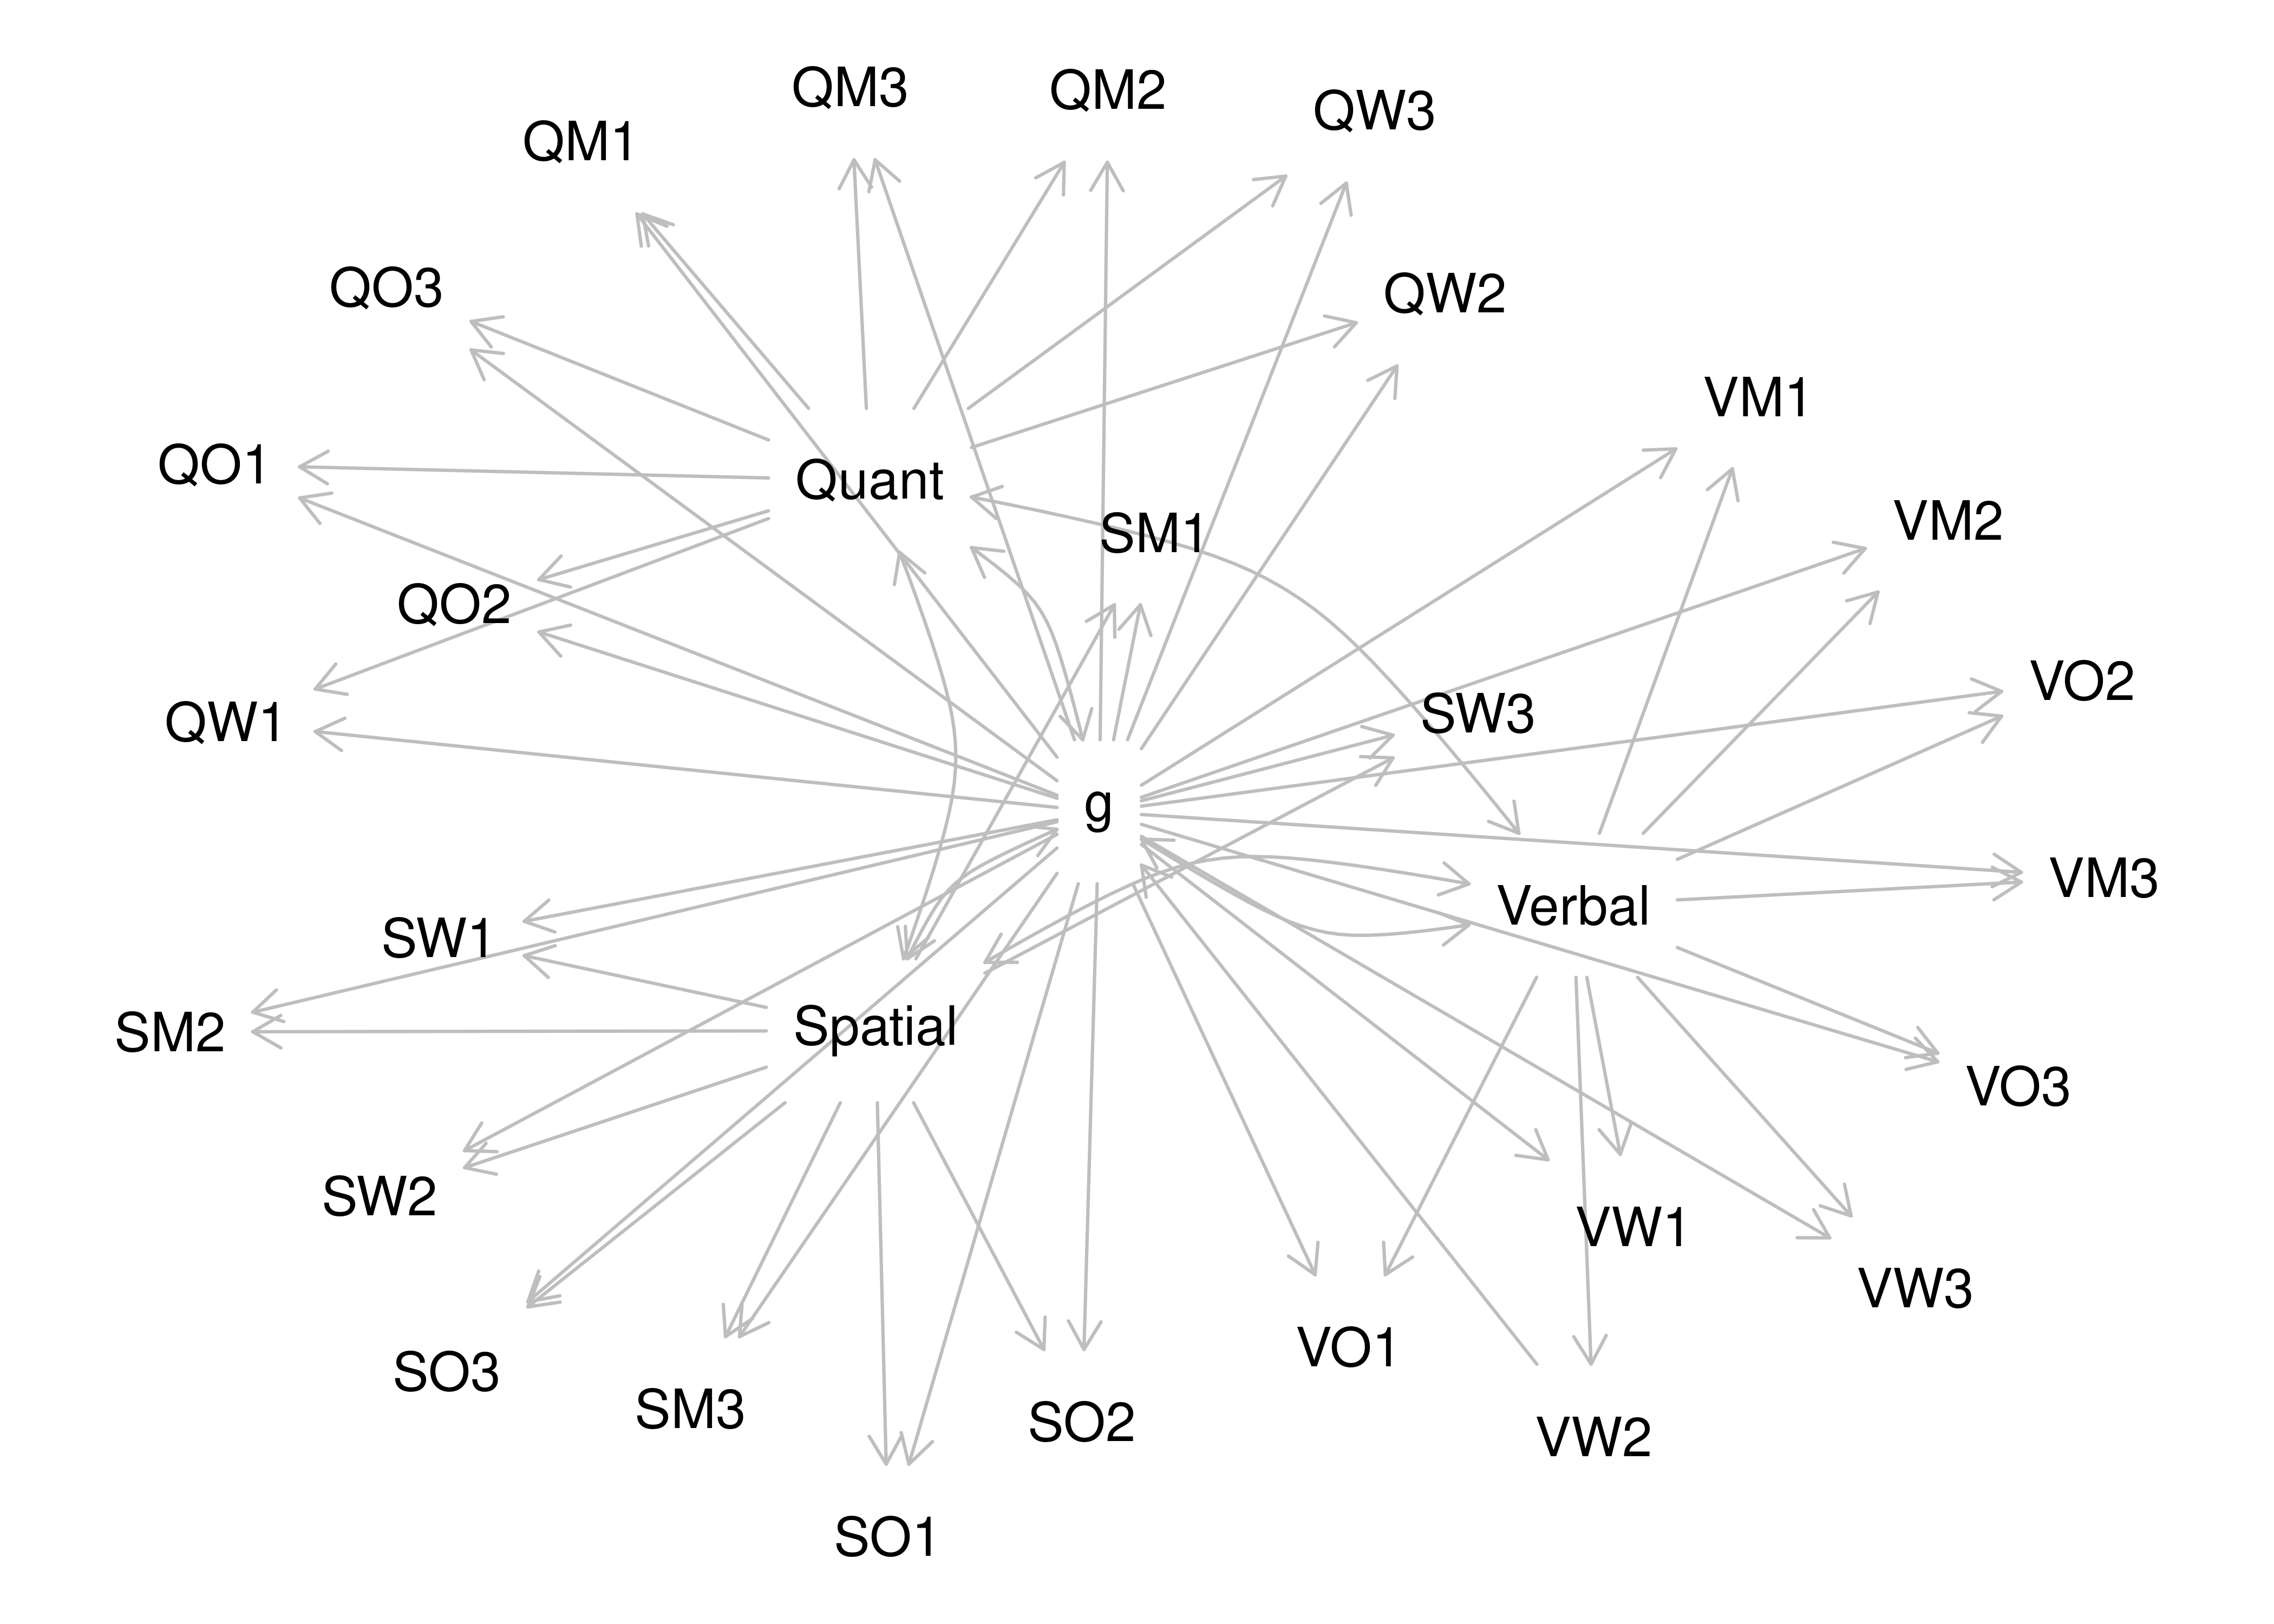 QM3
QM2
QW3
QM1
QO3
QW2
VM1
QO1
Quant
SM1
VM2
QO2
VO2
SW3
QW1
g
VM3
Verbal
SW1
Spatial
SM2
VO3
SW2
VW1
VW3
VO1
SO3
SM3
SO2
VW2
SO1